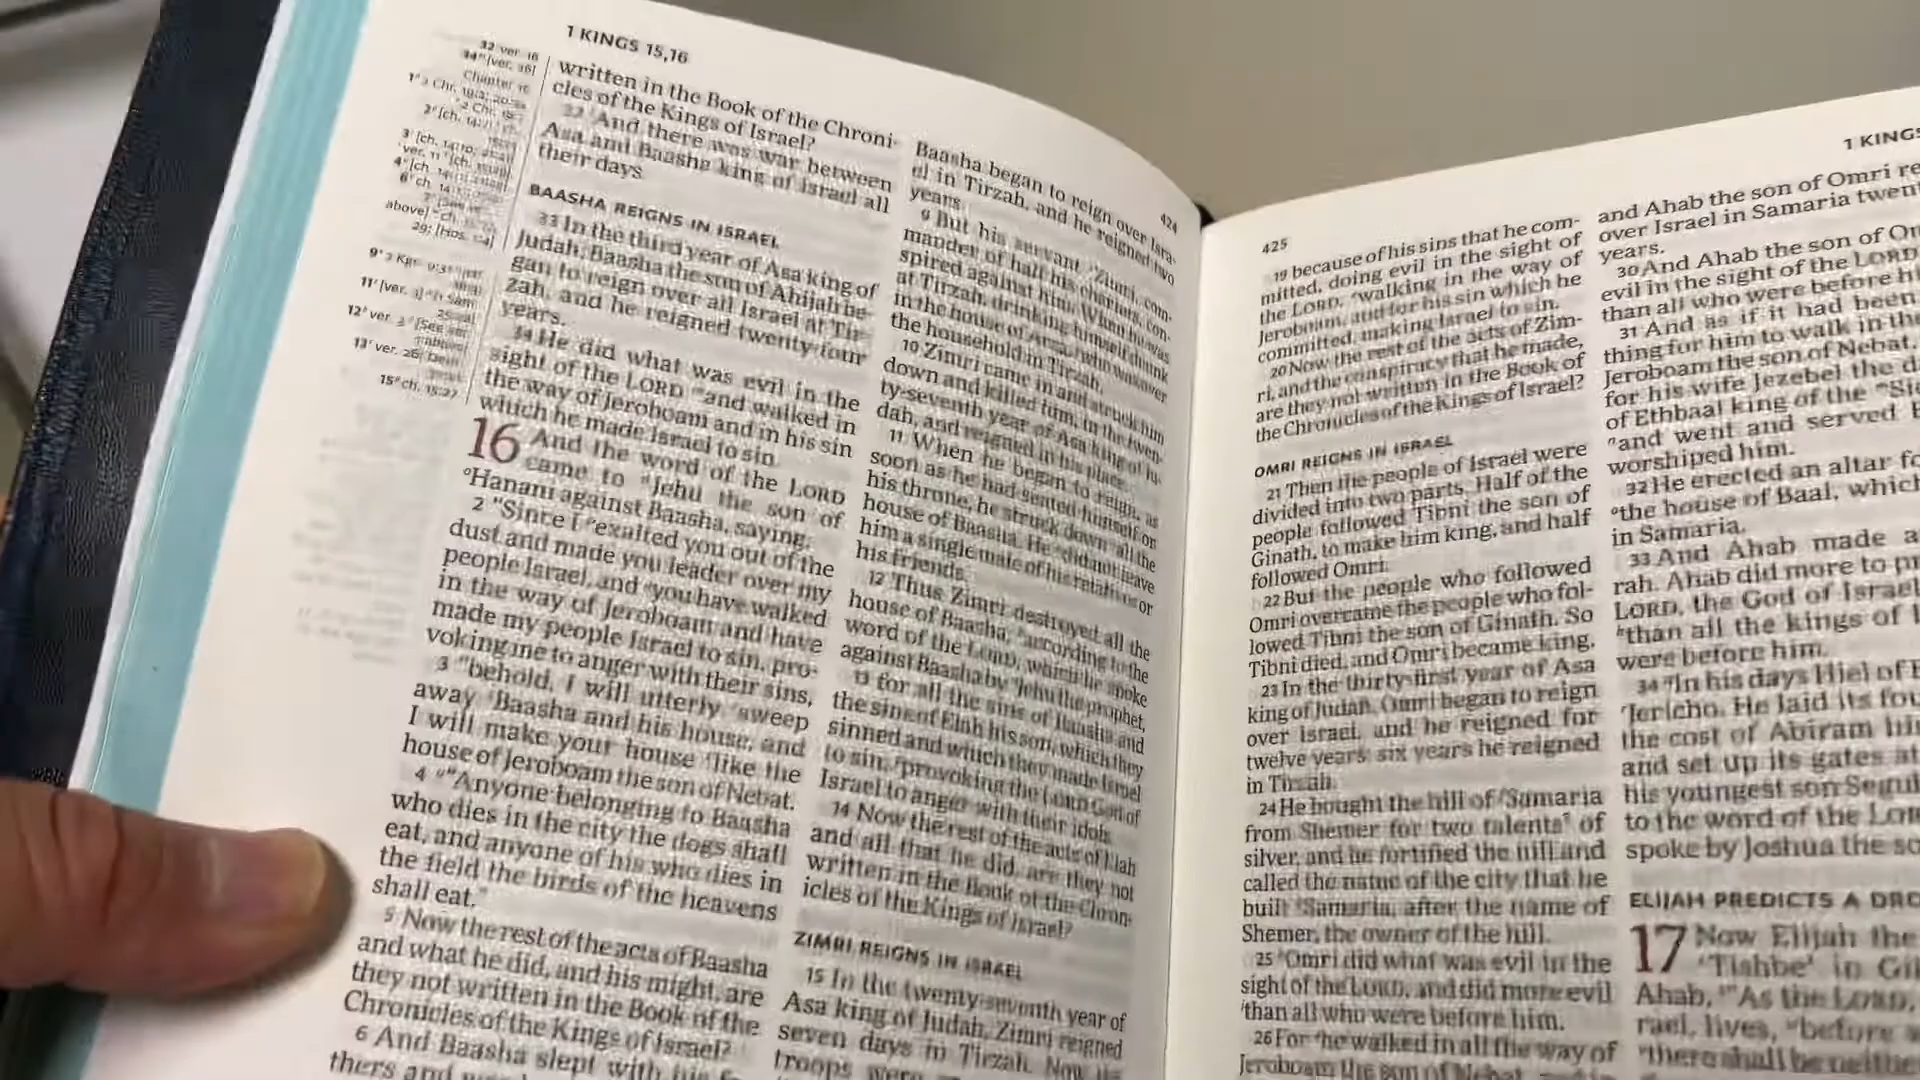 1 KINGS 15,16
written in the Book of the Chroni-
cles of the Kings of Israel?
32 And there was war between
Asa and Baasha king of Israel all
their days.
BAASHA REIGNS IN ISRAEL
33 In the third year of Asa king of
Judah, Baasha the son of Ahijah be-
gan to reign over all Israel at Tir-
zah, and he reigned twenty-four
years.
34 He did what was evil in the
sight of the LORD and walked in
the way of Jeroboam and in his sin
which he made Israel to sin.
16 And the word of the LORD
came to Jehu the son of
Hanani against Baasha, saying,
2 "Since I exalted you out of the
dust and made you leader over my
people Israel, and you have walked
in the way of Jeroboam and have
made my people Israel to sin, pro-
voking me to anger with their sins,
3 behold, I will utterly sweep
away Baasha and his house, and
I will make your house like the
house of Jeroboam the son of Nebat.
4 "Anyone belonging to Baasha
who dies in the city the dogs shall
eat, and anyone of his who dies in
the field the birds of the heavens
shall eat."
5 Now the rest of the acts of Baasha
and what he did, and his might, are
they not written in the Book of the
Chronicles of the Kings of Israel?
6 And Baasha slept with his
thers and
424
Baasha began to reign over Isra-
el in Tirzah, and he reigned two
years.
9 But his servant Zimri, com-
mander of half his chariots, con-
spired against him. When he was
at Tirzah, drinking himself drunk
in the house of Arza, who was over
the household in Tirzah,
10 Zimri came in and struck him
down and killed him, in the twen-
ty-seventh year of Asa king of Ju-
dah, and reigned in his place.
11 When he began to reign, as
soon as he had seated himself on
his throne, he struck down all the
house of Baasha. He did not leave
him a single male of his relatives or
his friends.
12 Thus Zimri destroyed all the
house of Baasha, according to the
word of the LORD, which he spoke
against Baasha by Jehu the prophet,
13 for all the sins of Baasha and
the sins of Elah his son, which they
sinned and which they made Israel
to sin, provoking the LORD God of
Israel to anger with their idols.
14 Now the rest of the acts of Elah
and all that he did, are they not
written in the Book of the Chron-
icles of the Kings of Israel?
ZIMRI REIGNS IN ISRAEL
15 In the twenty-seventh year of
Asa king of Judah, Zimri reigned
seven days in Tirzah. Now the
troops were
425
19 because of his sins that he com-
mitted, doing evil in the sight of
the LORD, walking in the way of
Jeroboam, and for his sin which he
committed, making Israel to sin.
20 Now the rest of the acts of Zim-
ri, and the conspiracy that he made,
are they not written in the Book of
the Chronicles of the Kings of Israel?
OMRI REIGNS IN ISRAEL
21 Then the people of Israel were
divided into two parts. Half of the
people followed Tibni the son of
Ginath, to make him king, and half
followed Omri.
22 But the people who followed
Omri overcame the people who fol-
lowed Tibni the son of Ginath. So
Tibni died, and Omri became king.
23 In the thirty-first year of Asa
king of Judah, Omri began to reign
over Israel, and he reigned for
twelve years; six years he reigned
in Tirzah.
24 He bought the hill of Samaria
from Shemer for two talents of
silver, and he fortified the hill and
called the name of the city that he
built Samaria, after the name of
Shemer, the owner of the hill.
25 Omri did what was evil in the
sight of the LORD, and did more evil
than all who were before him.
26 For he walked in all the way of
Jeroboam the son of Nebat, and in
1 KINGS
and Ahab the son of Omri
over Israel in Samaria
years.
30 And Ahab the son of
evil in the sight of the LORD
than all who were before
31 And as if it had been
thing for him to walk in the
Jeroboam the son of Nebat,
for his wife Jezebel the
of Ethbaal king of the
and went and served
worshiped him.
32 He erected an altar
the house of Baal, which
in Samaria.
33 And Ahab made
rah. Ahab did more to
LORD, the God of Israel
than all the kings of
were before him.
34 In his days Hiel of
Jericho. He laid its
the cost of Abiram
and set up its gates at
his youngest son
to the word of the
spoke by Joshua the
ELIJAH PREDICTS A
17 Now Elijah the
Tishbe in
Ahab, "As the LORD,
rael, lives, before
there shall be neither